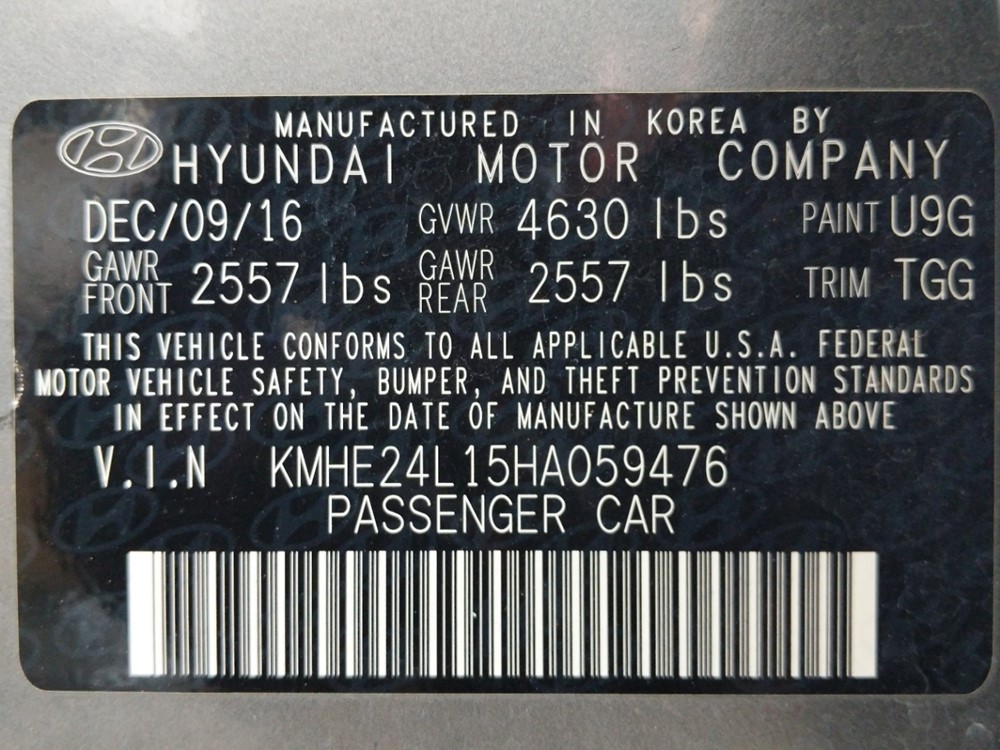 MANUFACTURED IN KOREA BY
HYUNDAI MOTOR COMPANY
DEC/09/16 GVWR 4630 lbs PAINT U9G
GAWR FRONT 2557 lbs GAWR REAR 2557 lbs TRIM TGG
THIS VEHICLE CONFORMS TO ALL APPLICABLE U.S.A. FEDERAL
MOTOR VEHICLE SAFETY, BUMPER, AND THEFT PREVENTION STANDARDS
IN EFFECT ON THE DATE OF MANUFACTURE SHOWN ABOVE
V.I.N KMHE24L15HA059476
PASSENGER CAR